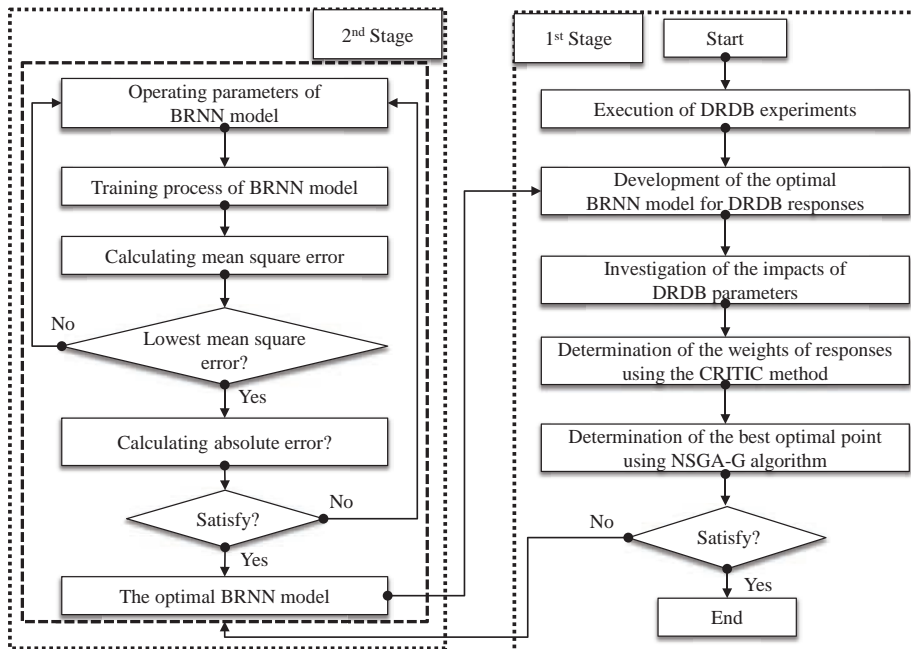 2nd Stage
Operating parameters of
BRNN model
Training process of BRNN model
Calculating mean square error
No
Lowest mean square
error?
Yes
Calculating absolute error?
No
Satisfy?
Yes
The optimal BRNN model
1st Stage
Start
Execution of DRDB experiments
Development of the optimal
BRNN model for DRDB responses
Investigation of the impacts of
DRDB parameters
Determination of the weights of responses
using the CRITIC method
Determination of the best optimal point
using NSGA-G algorithm
No
Satisfy?
Yes
End